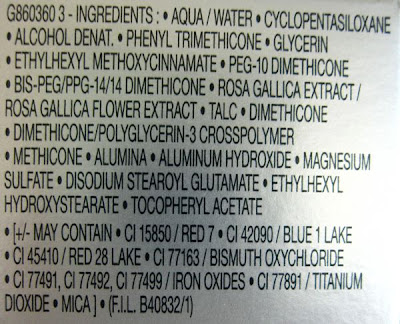 G860360 3 - INGREDIENTS : • AQUA / WATER • CYCLOPENTASILOXANE
• ALCOHOL DENAT. • PHENYL TRIMETHICONE • GLYCERIN
• ETHYLHEXYL METHOXYCINNAMATE • PEG-10 DIMETHICONE
• BIS-PEG/PPG-14/14 DIMETHICONE • ROSA GALLICA EXTRACT /
ROSA GALLICA FLOWER EXTRACT • TALC • DIMETHICONE
• DIMETHICONE/POLYGLYCERIN-3 CROSSPOLYMER
• METHICONE • ALUMINA • ALUMINUM HYDROXIDE • MAGNESIUM
SULFATE • DISODIUM STEAROYL GLUTAMATE • ETHYLHEXYL
HYDROXYSTEARATE • TOCOPHERYL ACETATE
• [+/- MAY CONTAIN • CI 15850 / RED 7 • CI 42090 / BLUE 1 LAKE
• CI 45410 / RED 28 LAKE • CI 77163 / BISMUTH OXYCHLORIDE
• CI 77491, CI 77492, CI 77499 / IRON OXIDES • CI 77891 / TITANIUM
DIOXIDE • MICA ] • (F.I.L. B40832/1)